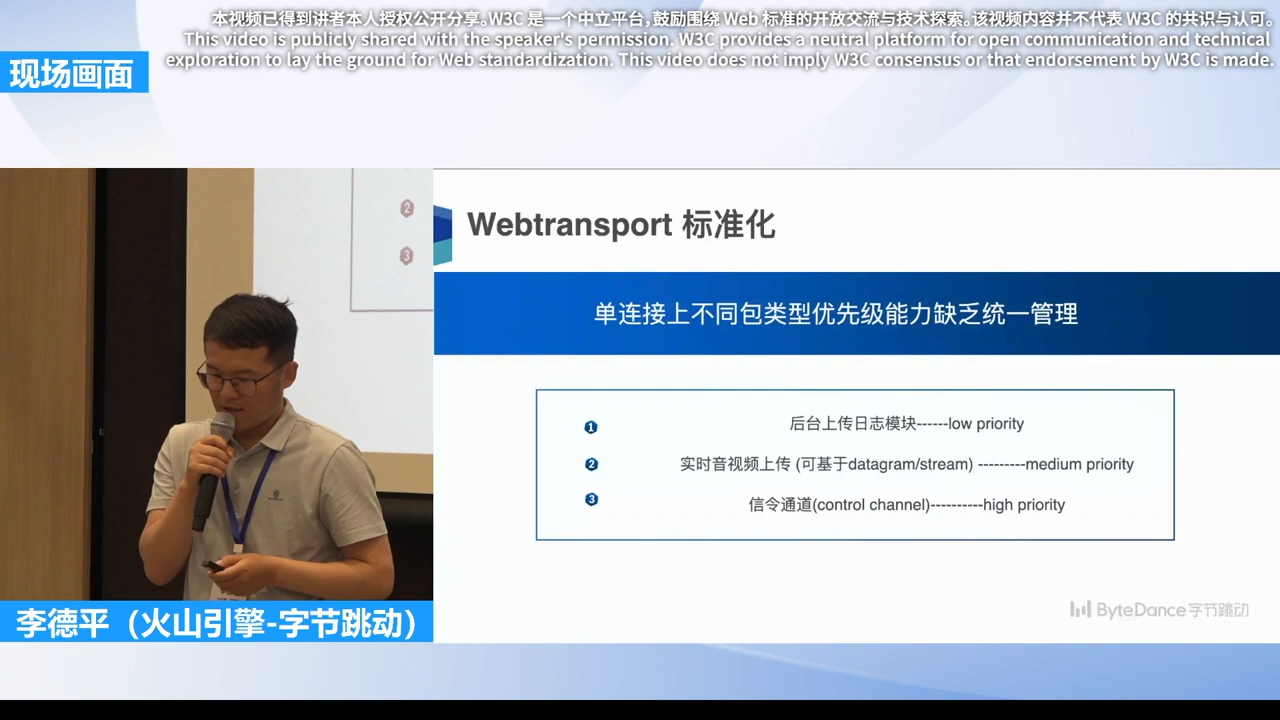 本视频已得到讲者本人授权公开分享。W3C 是一个中立平台，鼓励围绕 Web 标准的开放交流与技术探索。该视频内容并不代表 W3C 的共识与认可。
This video is publicly shared with the speaker's permission. W3C provides a neutral platform for open communication and technical
exploration to lay the ground for Web standardization. This video does not imply W3C consensus or that endorsement by W3C is made.
现场画面
2
3
Webtransport 标准化
单连接上不同包类型优先级能力缺乏统一管理
1 后台上传日志模块------low priority
2 实时音视频上传 (可基于datagram/stream) ---------medium priority
3 信令通道(control channel)----------high priority
ByteDance字节跳动
李德平（火山引擎-字节跳动）